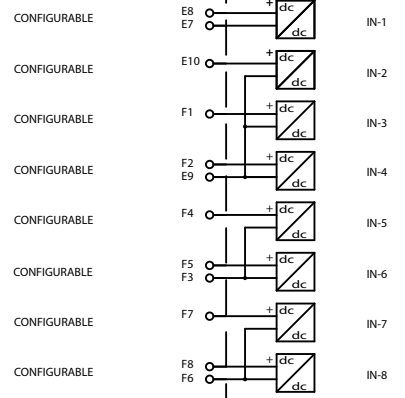 CONFIGURABLE E8 E7 + dc dc IN-1
CONFIGURABLE E10 + dc dc IN-2
CONFIGURABLE F1 + dc dc IN-3
CONFIGURABLE F2 E9 + dc dc IN-4
CONFIGURABLE F4 + dc dc IN-5
CONFIGURABLE F5 F3 + dc dc IN-6
CONFIGURABLE F7 + dc dc IN-7
CONFIGURABLE F8 F6 + dc dc IN-8